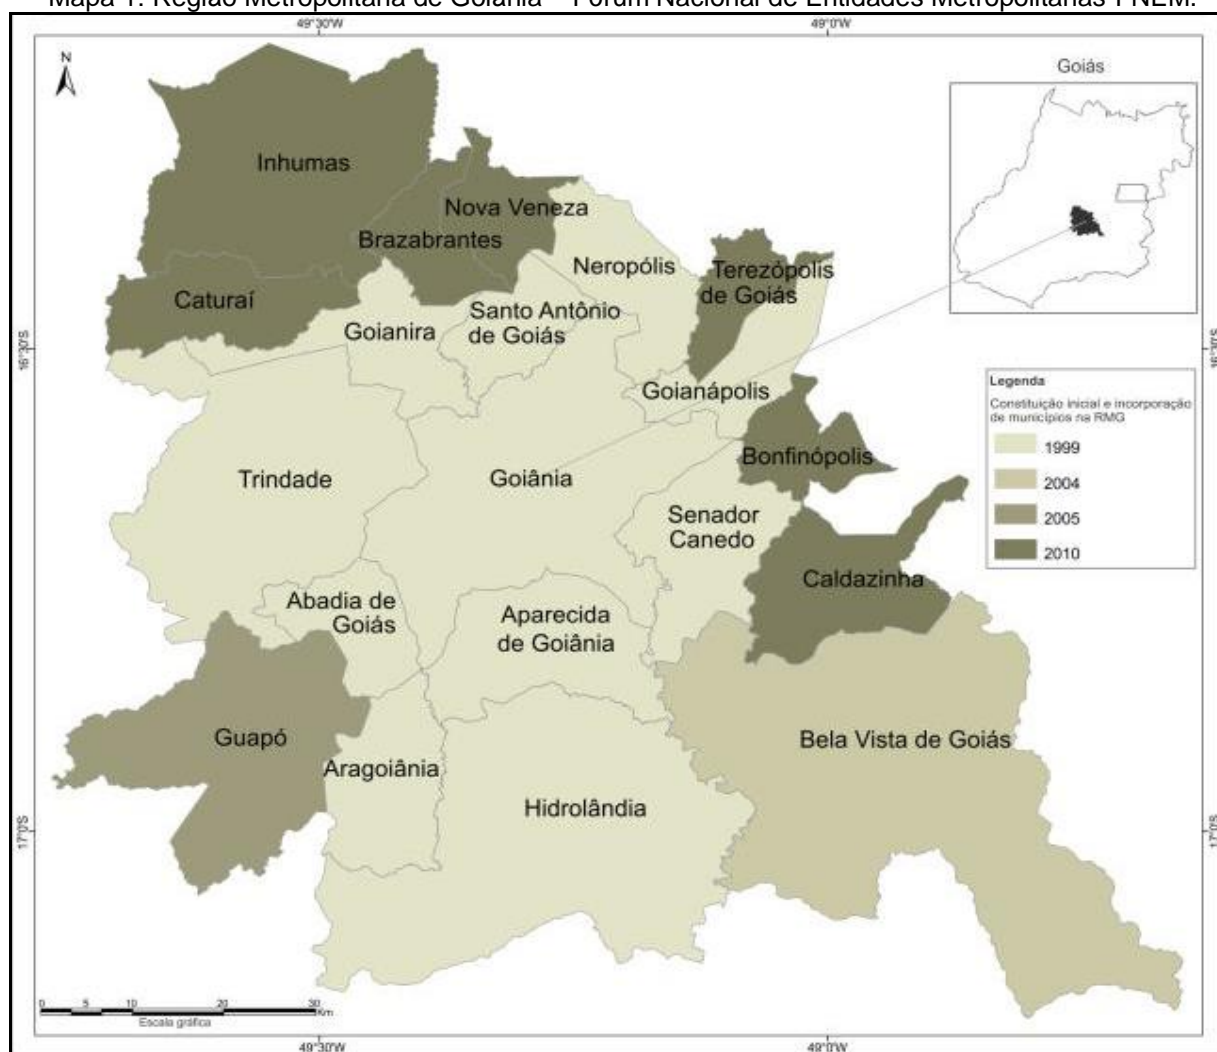 Mapa 1: Região Metropolitana de Goiânia – Fórum Nacional de Entidades Metropolitanas-FNEM.
49°30'W
49°0'W
N
Goiás
Inhumas
Nova Veneza
Brazabrantes
Neropólis
Terezópolis
de Goiás
Caturaí
Goianira
Santo Antônio
de Goiás
16°30'S
16°30'S
Goianápolis
Legenda
Constituição inicial e incorporação
de municípios na RMG
1999
2004
2005
2010
Bonfinópolis
Trindade
Goiânia
Senador
Canedo
Caldazinha
Abadia de
Goiás
Aparecida
de Goiânia
Guapó
Bela Vista de Goiás
Aragoiânia
Hidrolândia
17°0'S
17°0'S
0 5 10 20 30
Km
Escala gráfica
49°30'W
49°0'W